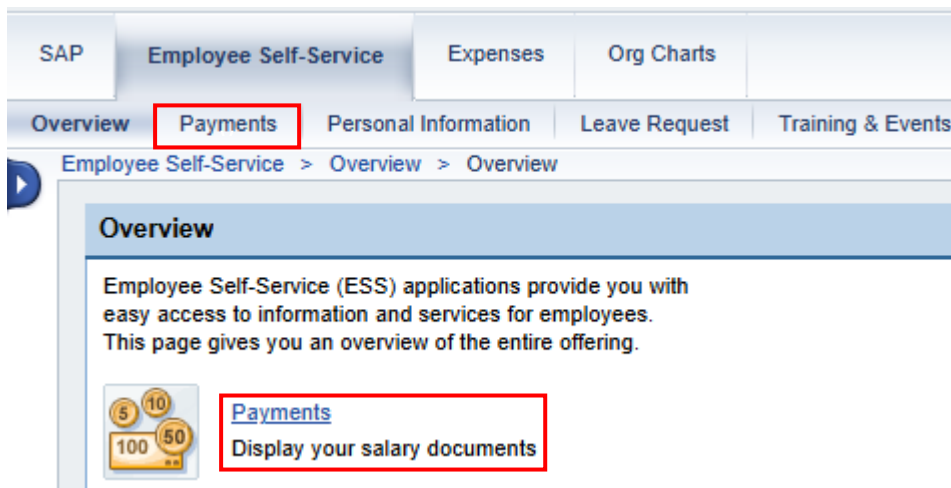 SAP Employee Self-Service Expenses Org Charts
Overview Payments Personal Information Leave Request Training & Events
Employee Self-Service > Overview > Overview
Overview
Employee Self-Service (ESS) applications provide you with
easy access to information and services for employees.
This page gives you an overview of the entire offering.
5 10
100 50
Payments
Display your salary documents